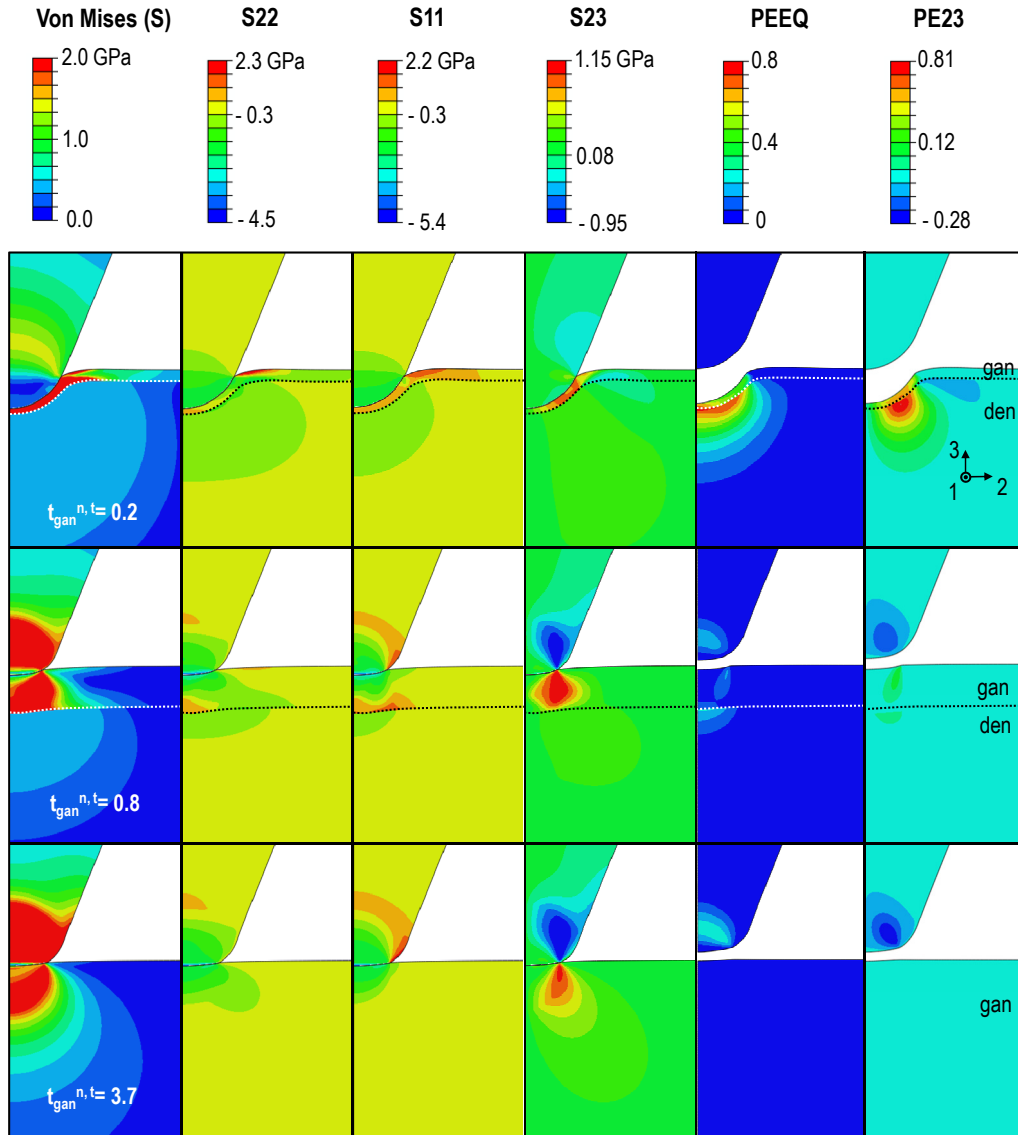 Von Mises (S) S22 S11 S23 PEEQ PE23
2.0 GPa 2.3 GPa 2.2 GPa 1.15 GPa 0.8 0.81
- 0.3 - 0.3
1.0 0.08 0.4 0.12
0.0 - 4.5 - 5.4 - 0.95 0 - 0.28
gan
den
3
1 2
t_gan^n, t = 0.2
gan
den
t_gan^n, t = 0.8
gan
t_gan^n, t = 3.7